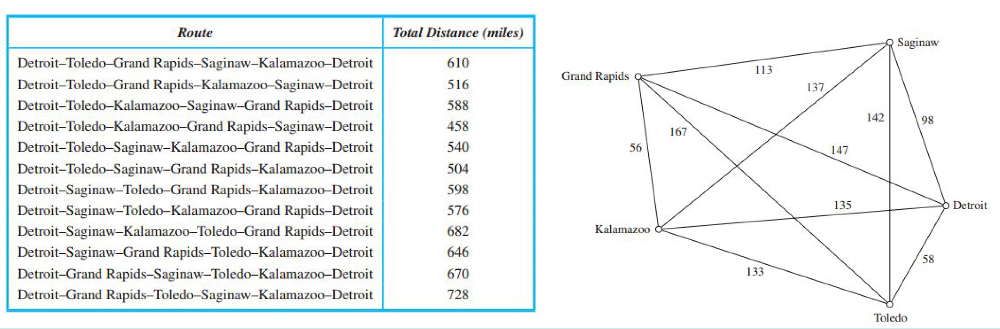 Route Total Distance (miles)
Detroit–Toledo–Grand Rapids–Saginaw–Kalamazoo–Detroit 610
Detroit–Toledo–Grand Rapids–Kalamazoo–Saginaw–Detroit 516
Detroit–Toledo–Kalamazoo–Saginaw–Grand Rapids–Detroit 588
Detroit–Toledo–Kalamazoo–Grand Rapids–Saginaw–Detroit 458
Detroit–Toledo–Saginaw–Kalamazoo–Grand Rapids–Detroit 540
Detroit–Toledo–Saginaw–Grand Rapids–Kalamazoo–Detroit 504
Detroit–Saginaw–Toledo–Grand Rapids–Kalamazoo–Detroit 598
Detroit–Saginaw–Toledo–Kalamazoo–Grand Rapids–Detroit 576
Detroit–Saginaw–Kalamazoo–Toledo–Grand Rapids–Detroit 682
Detroit–Saginaw–Grand Rapids–Toledo–Kalamazoo–Detroit 646
Detroit–Grand Rapids–Saginaw–Toledo–Kalamazoo–Detroit 670
Detroit–Grand Rapids–Toledo–Saginaw–Kalamazoo–Detroit 728
Saginaw
113
Grand Rapids
137
142
98
167
56
147
135
Detroit
Kalamazoo
58
133
Toledo